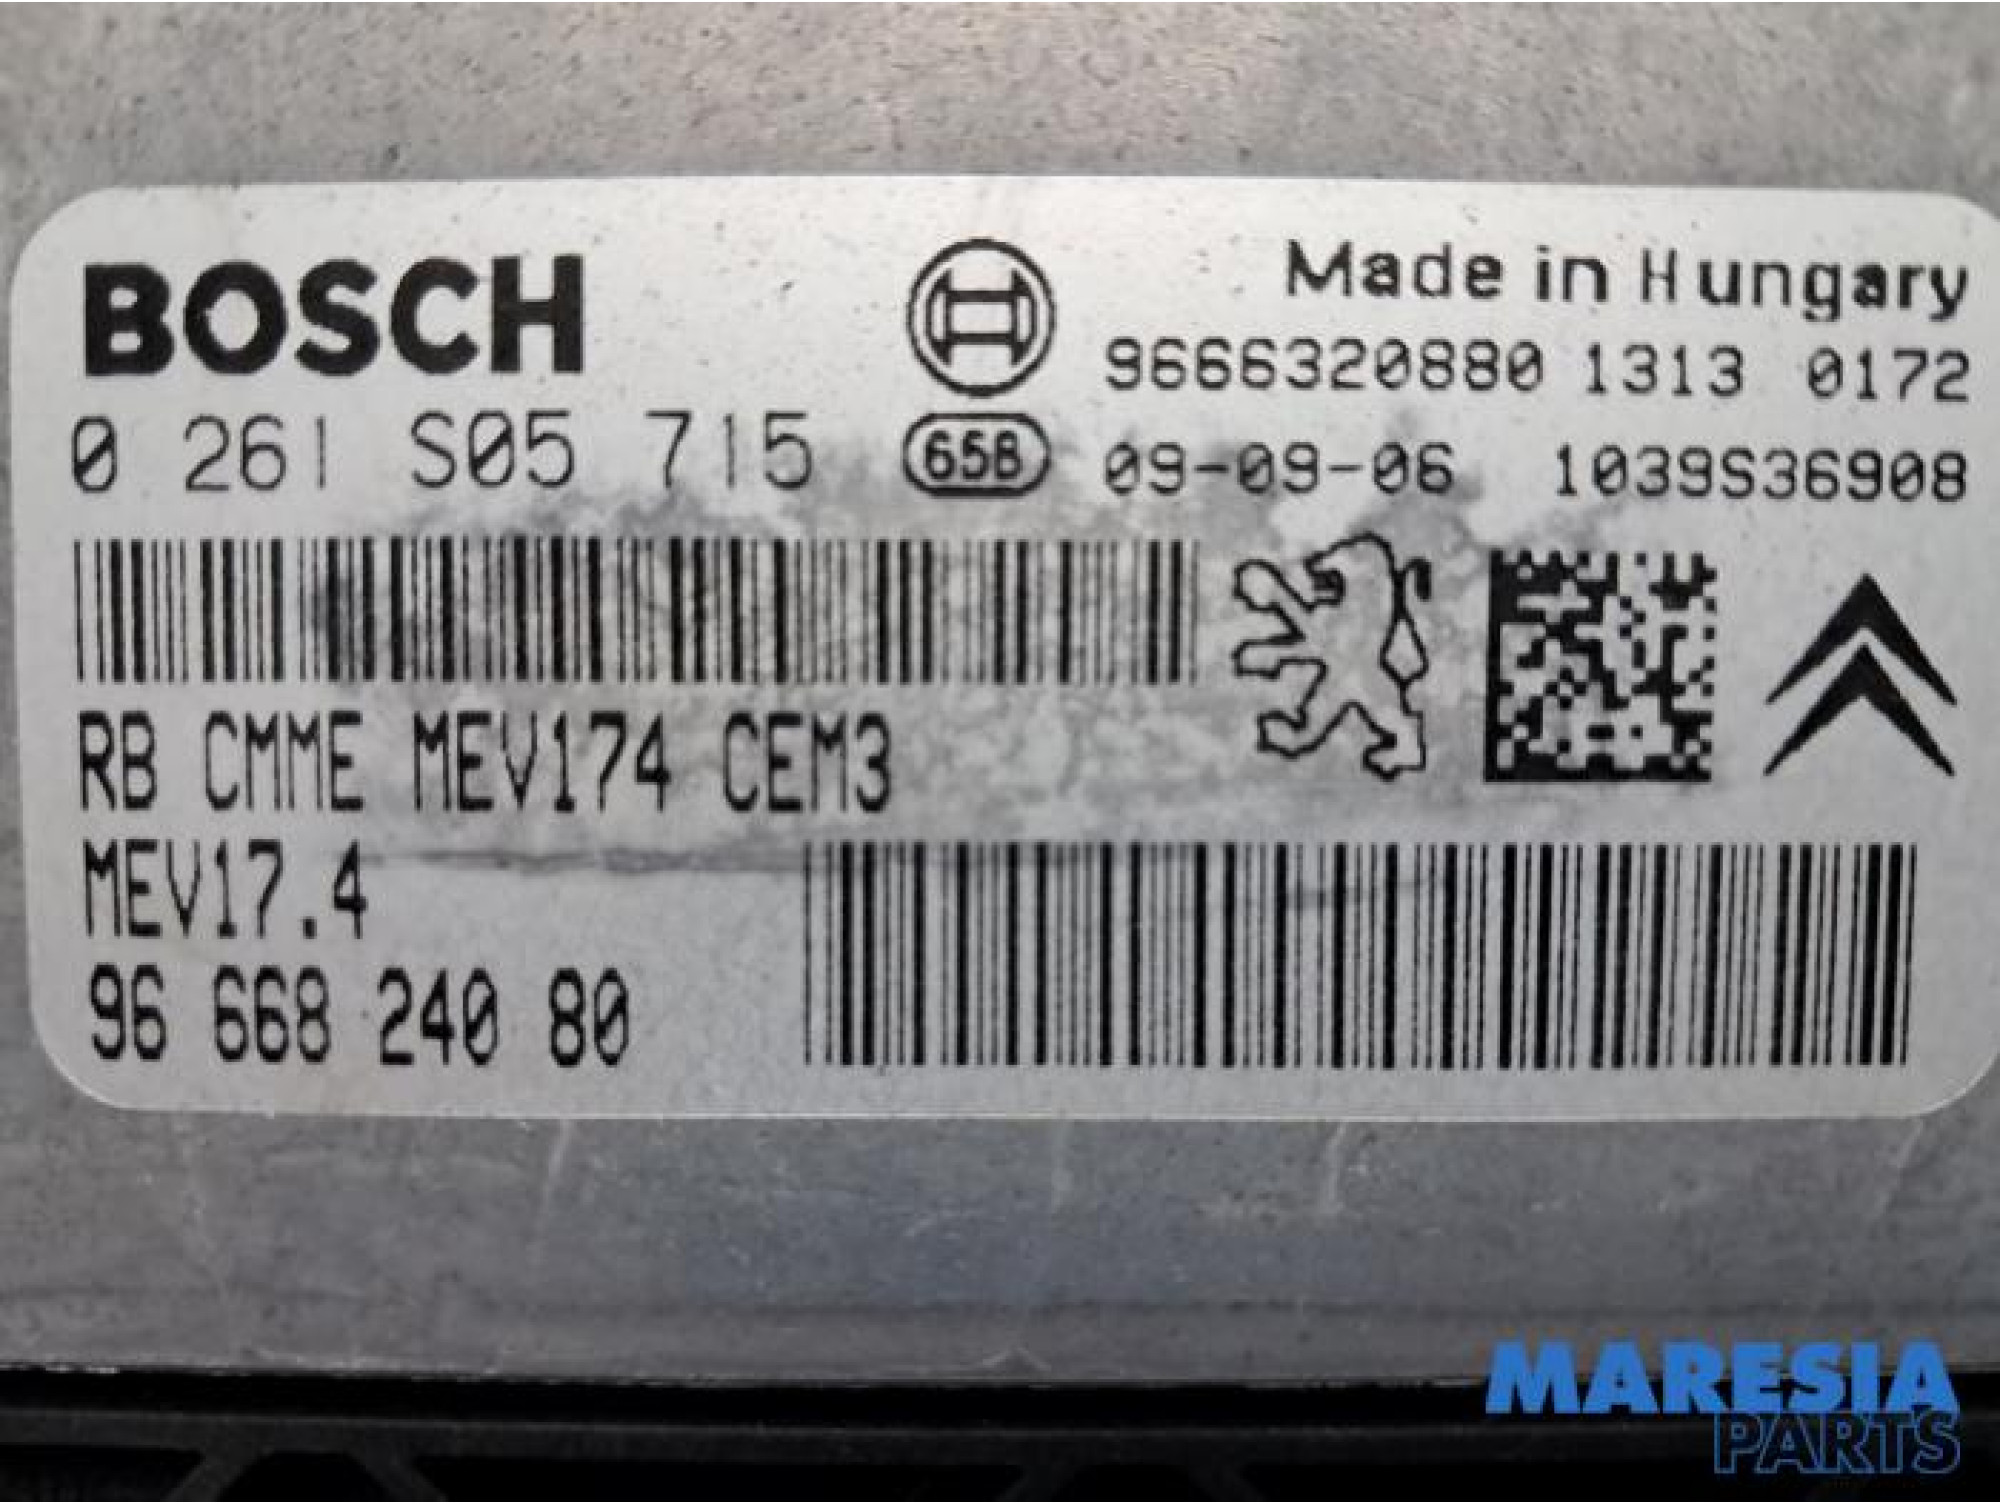 BOSCH
Made in Hungary
9666320880 1313 0172
0 261 S05 715
65B
09-09-06 1039S36908
RB CMME MEV174 CEM3
MEV17.4
96 668 240 80
MARESIA
PARTS